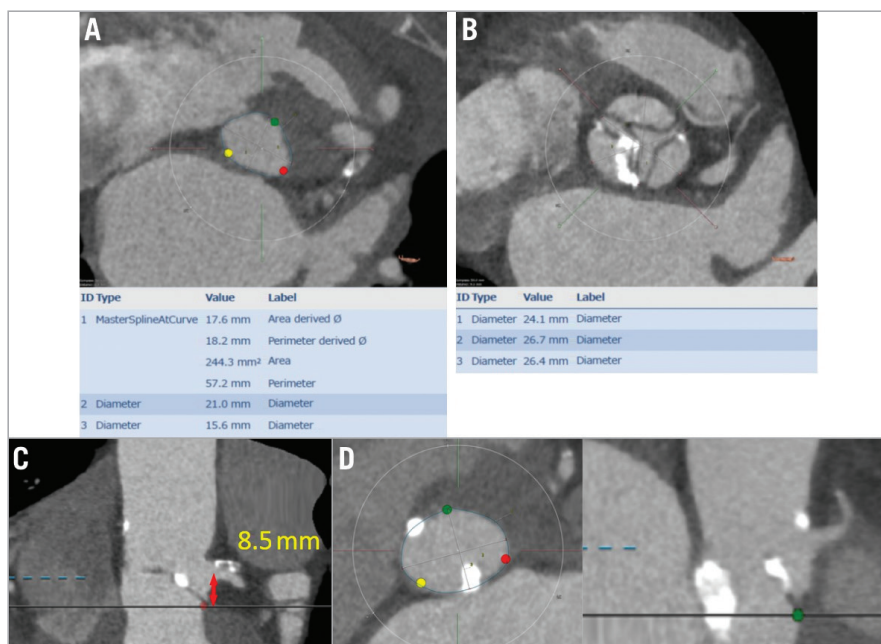 A
B
ID Type Value Label
1 MasterSplineAtCurve 17.6 mm Area derived Ø
18.2 mm Perimeter derived Ø
244.3 mm² Area
57.2 mm Perimeter
2 Diameter 21.0 mm Diameter
3 Diameter 15.6 mm Diameter
ID Type Value Label
1 Diameter 24.1 mm Diameter
2 Diameter 26.7 mm Diameter
3 Diameter 26.4 mm Diameter
C
8.5 mm
D